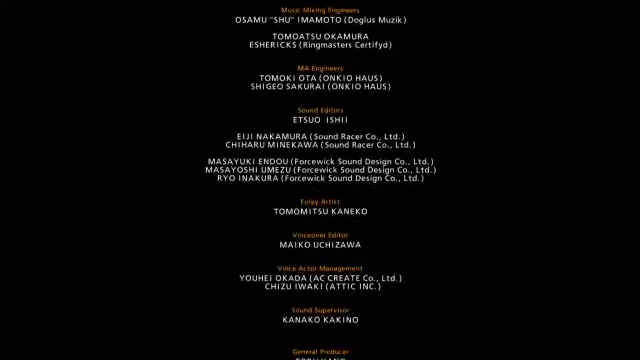 Music Mixing Engineers
OSAMU "SHU" IMAMOTO (Doglus Muzik)
TOMOATSU OKAMURA
ESHERICKS (Ringmasters Certifyd)
MA Engineers
TOMOKI OTA (ONKIO HAUS)
SHIGEO SAKURAI (ONKIO HAUS)
Sound Editors
ETSUO ISHII
EIJI NAKAMURA (Sound Racer Co., Ltd.)
CHIHARU MINEKAWA (Sound Racer Co., Ltd.)
MASAYUKI ENDOU (Forcewick Sound Design Co., Ltd.)
MASAYOSHI UMEZU (Forcewick Sound Design Co., Ltd.)
RYO INAKURA (Forcewick Sound Design Co., Ltd.)
Foley Artist
TOMOMITSU KANEKO
Voiceover Editor
MAIKO UCHIZAWA
Voice Actor Management
YOUHEI OKADA (AC CREATE Co., Ltd.)
CHIZU IWAKI (ATTIC INC.)
Sound Supervisor
KANAKO KAKINO
General Producer